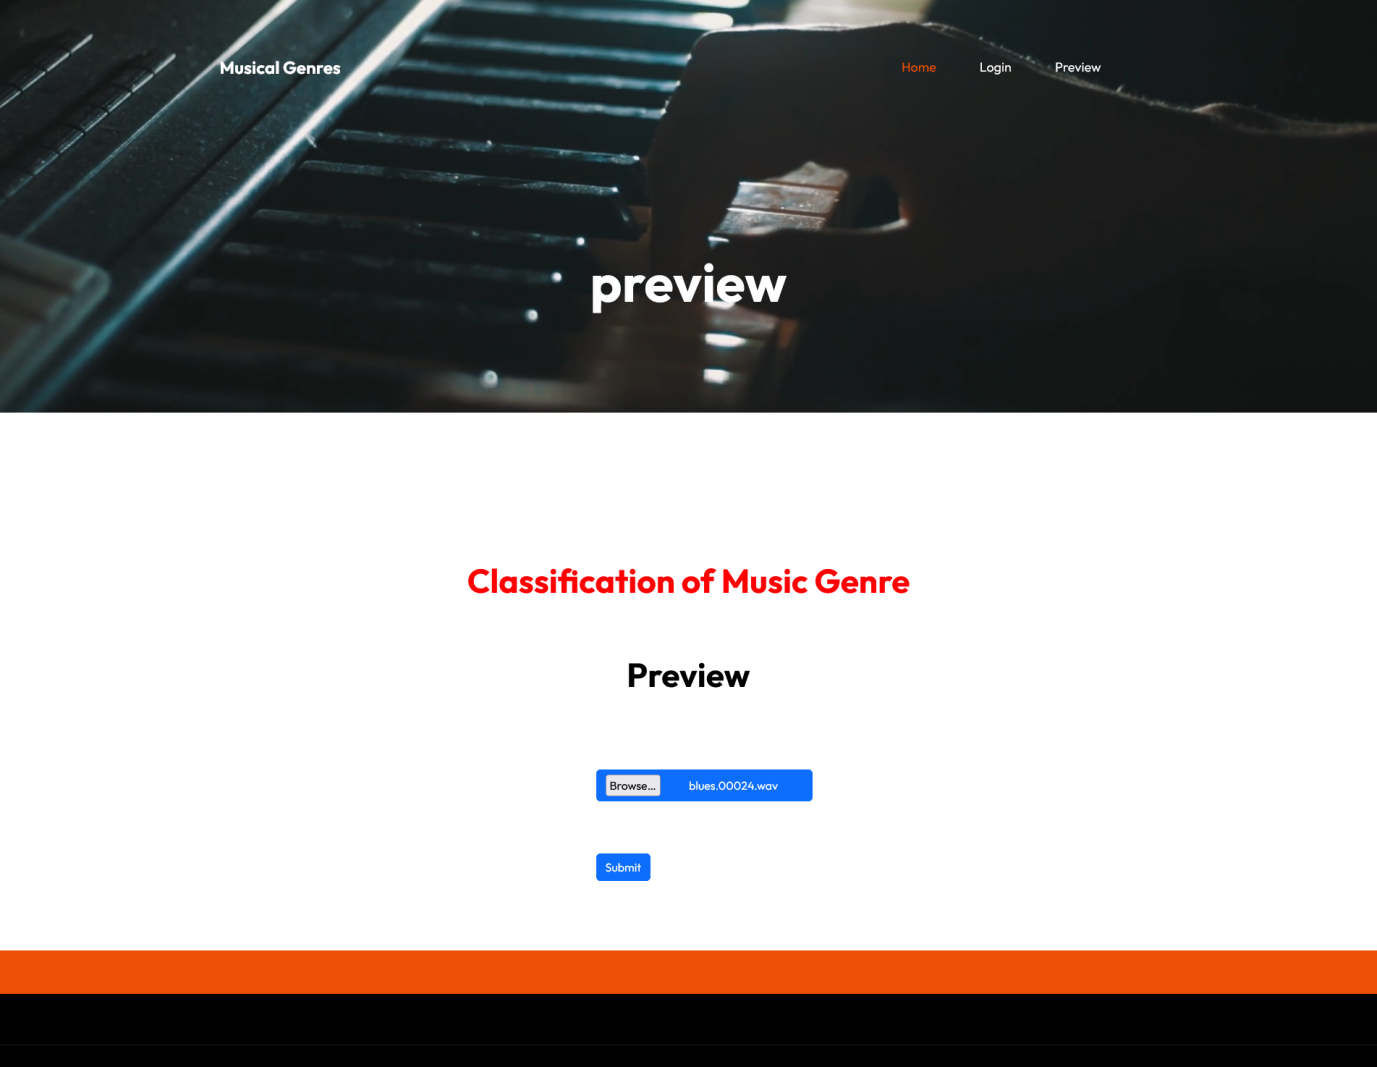 Musical Genres Home Login Preview
preview
Classification of Music Genre
Preview
Browse... blues.00024.wav
Submit